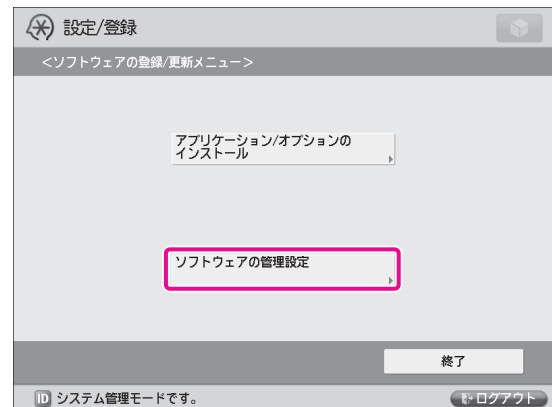 設定/登録
<ソフトウェアの登録/更新メニュー>
アプリケーション/オプションの
インストール
ソフトウェアの管理設定
終了
ID システム管理モードです。
ログアウト